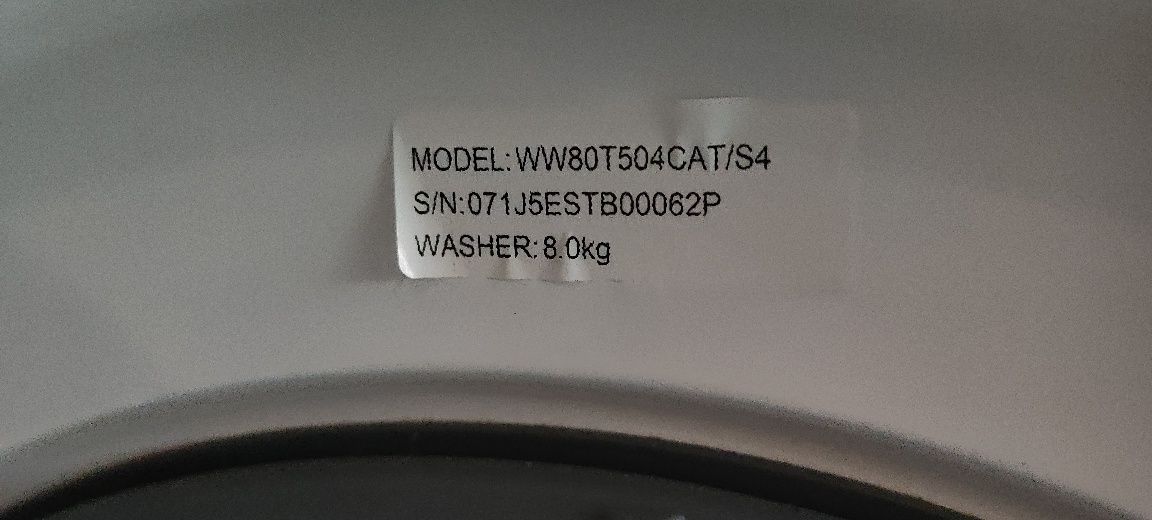 MODEL:WW80T504CAT/S4
S/N:071J5ESTB00062P
WASHER:8.0kg